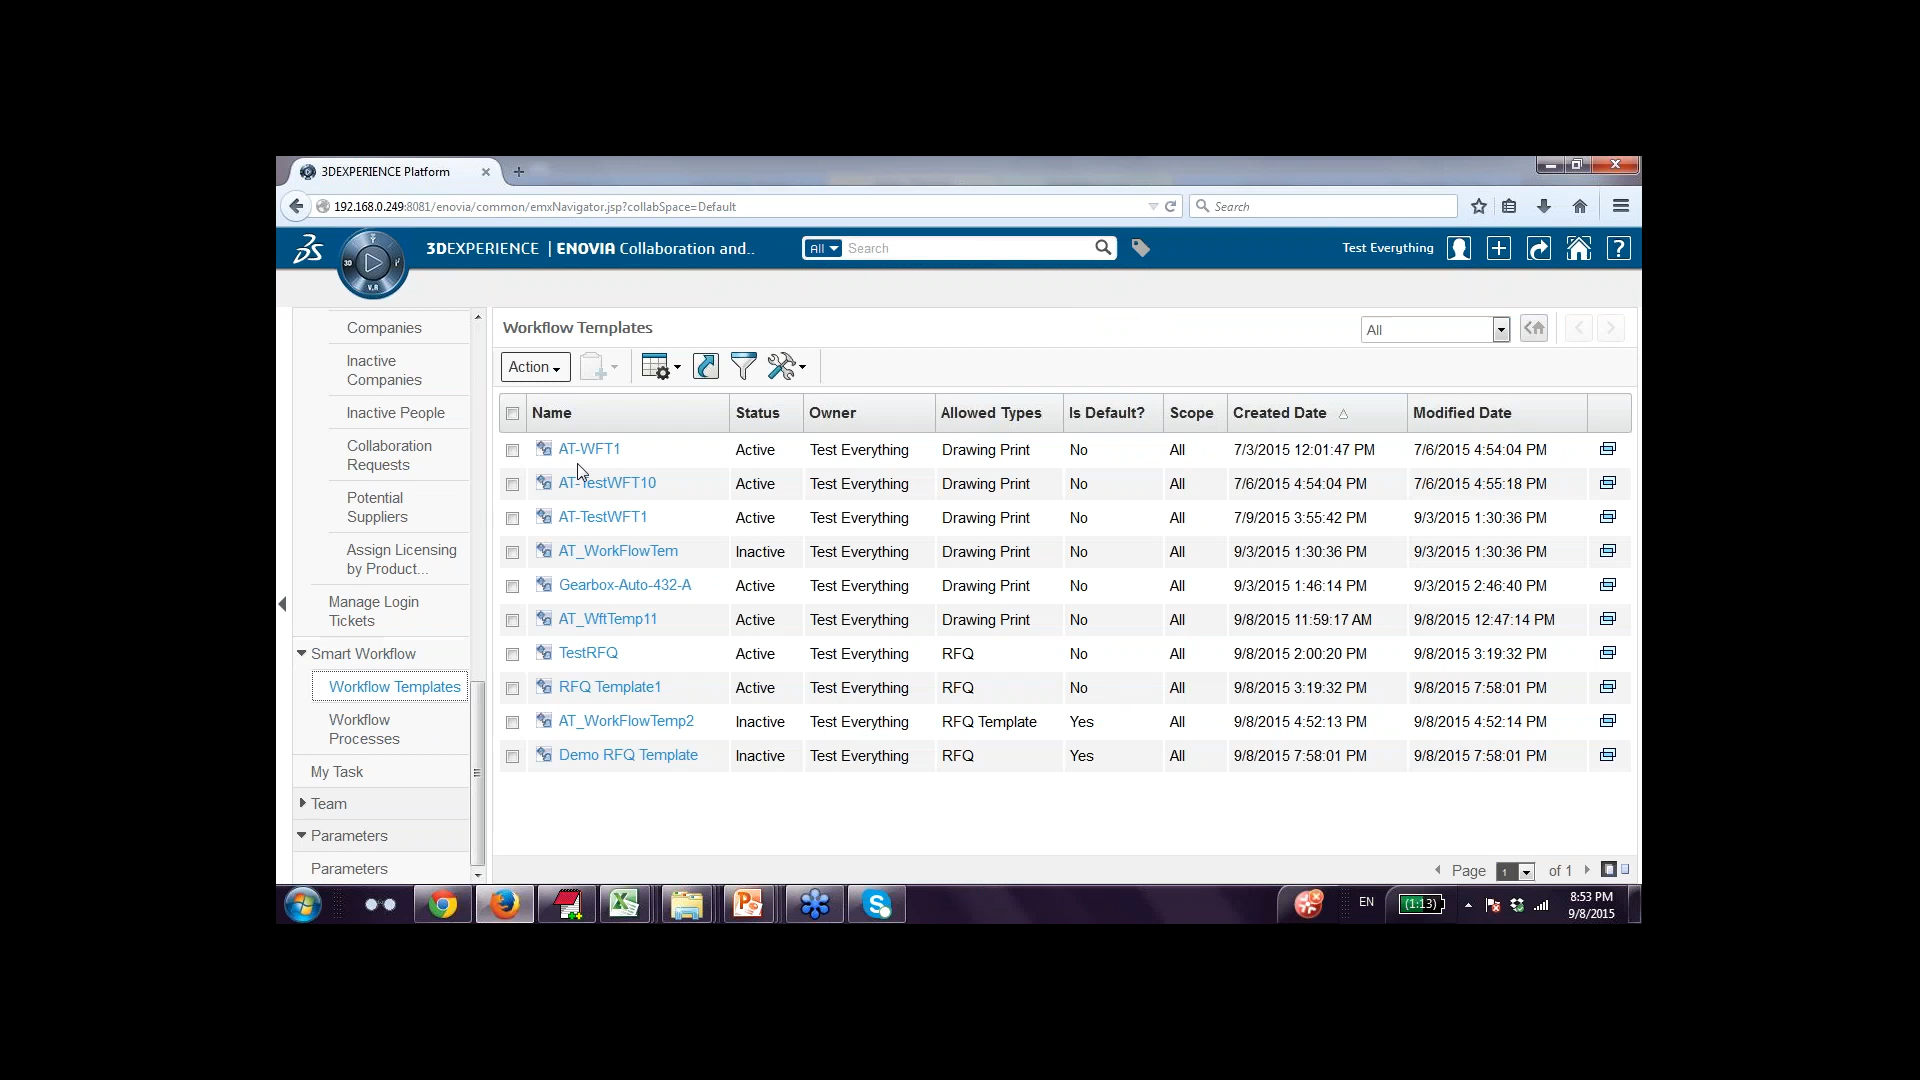 3DEXPERIENCE Platform
192.168.0.249:8081/enovia/common/emxNavigator.jsp?collabSpace=Default
Search
3DEXPERIENCE | ENOVIA Collaboration and..
All
Search
Test Everything
3D
V.R
Companies
Inactive
Companies
Inactive People
Collaboration
Requests
Potential
Suppliers
Assign Licensing
by Product...
Manage Login
Tickets
Smart Workflow
Workflow Templates
Workflow
Processes
My Task
Team
Parameters
Parameters
Workflow Templates
All
Action
Name Status Owner Allowed Types Is Default? Scope Created Date Modified Date
AT-WFT1 Active Test Everything Drawing Print No All 7/3/2015 12:01:47 PM 7/6/2015 4:54:04 PM
AT-TestWFT10 Active Test Everything Drawing Print No All 7/6/2015 4:54:04 PM 7/6/2015 4:55:18 PM
AT-TestWFT1 Active Test Everything Drawing Print No All 7/9/2015 3:55:42 PM 9/3/2015 1:30:36 PM
AT_WorkFlowTem Inactive Test Everything Drawing Print No All 9/3/2015 1:30:36 PM 9/3/2015 1:30:36 PM
Gearbox-Auto-432-A Active Test Everything Drawing Print No All 9/3/2015 1:46:14 PM 9/3/2015 2:46:40 PM
AT_WftTemp11 Active Test Everything Drawing Print No All 9/8/2015 11:59:17 AM 9/8/2015 12:47:14 PM
TestRFQ Active Test Everything RFQ No All 9/8/2015 2:00:20 PM 9/8/2015 3:19:32 PM
RFQ Template1 Active Test Everything RFQ No All 9/8/2015 3:19:32 PM 9/8/2015 7:58:01 PM
AT_WorkFlowTemp2 Inactive Test Everything RFQ Template Yes All 9/8/2015 4:52:13 PM 9/8/2015 4:52:14 PM
Demo RFQ Template Inactive Test Everything RFQ Yes All 9/8/2015 7:58:01 PM 9/8/2015 7:58:01 PM
Page 1 of 1
EN
(1:13)
8:53 PM
9/8/2015